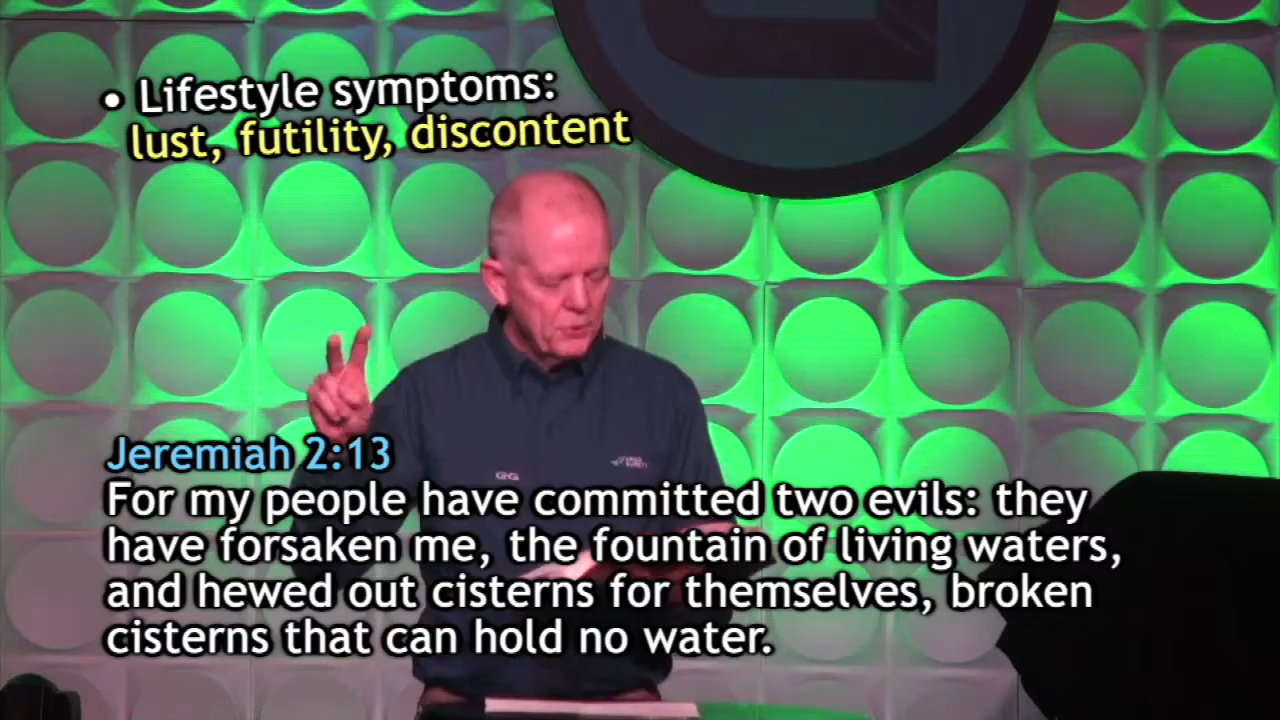 • Lifestyle symptoms:
lust, futility, discontent
Jeremiah 2:13
For my people have committed two evils: they
have forsaken me, the fountain of living waters,
and hewed out cisterns for themselves, broken
cisterns that can hold no water.